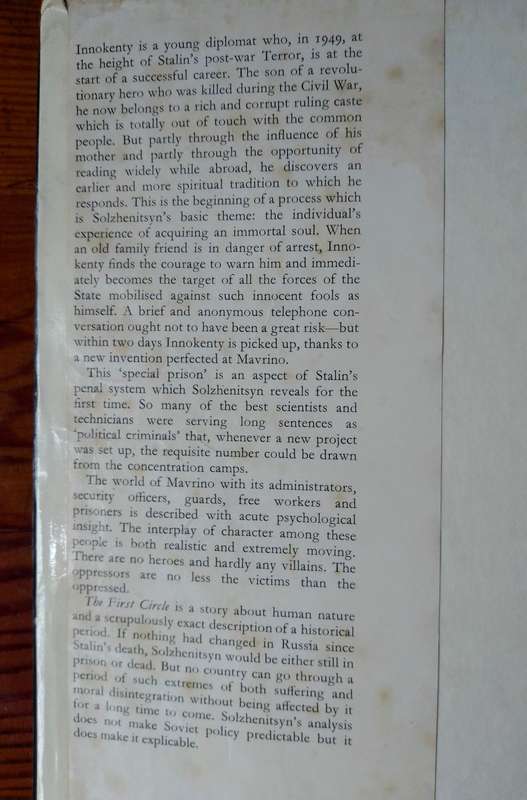 Innokenty is a young diplomat who, in 1949, at
the height of Stalin's post-war Terror, is at the
start of a successful career. The son of a revolu-
tionary hero who was killed during the Civil War,
he now belongs to a rich and corrupt ruling caste
which is totally out of touch with the common
people. But partly through the influence of his
mother and partly through the opportunity of
reading widely while abroad, he discovers an
earlier and more spiritual tradition to which he
responds. This is the beginning of a process which
is Solzhenitsyn's basic theme: the individual's
experience of acquiring an immortal soul. When
an old family friend is in danger of arrest, Inno-
kenty finds the courage to warn him and immedi-
ately becomes the target of all the forces of the
State mobilised against such innocent fools as
himself. A brief and anonymous telephone con-
versation ought not to have been a great risk—but
within two days Innokenty is picked up, thanks to
a new invention perfected at Mavrino.
This 'special prison' is an aspect of Stalin's
penal system which Solzhenitsyn reveals for the
first time. So many of the best scientists and
technicians were serving long sentences as
'political criminals' that, whenever a new project
was set up, the requisite number could be drawn
from the concentration camps.
The world of Mavrino with its administrators,
security officers, guards, free workers and
prisoners is described with acute psychological
insight. The interplay of character among these
people is both realistic and extremely moving.
There are no heroes and hardly any villains. The
oppressors are no less the victims than the
oppressed.
The First Circle is a story about human nature
and a scrupulously exact description of a historical
period. If nothing had changed in Russia since
Stalin's death, Solzhenitsyn would be either still in
prison or dead. But no country can go through a
period of such extremes of both suffering and
moral disintegration without being affected by it
for a long time to come. Solzhenitsyn's analysis
does not make Soviet policy predictable but it
does make it explicable.